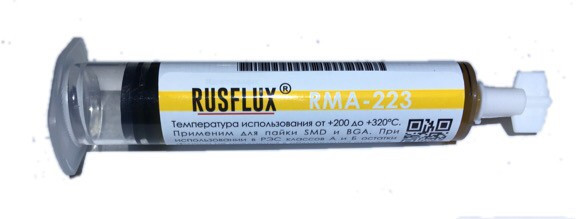 RUSFLUX® RMA-223
Температура использования от +200 до +320°С.
Применим для пайки SMD и BGA. При
использовании в РЭС классов А и Б остатки